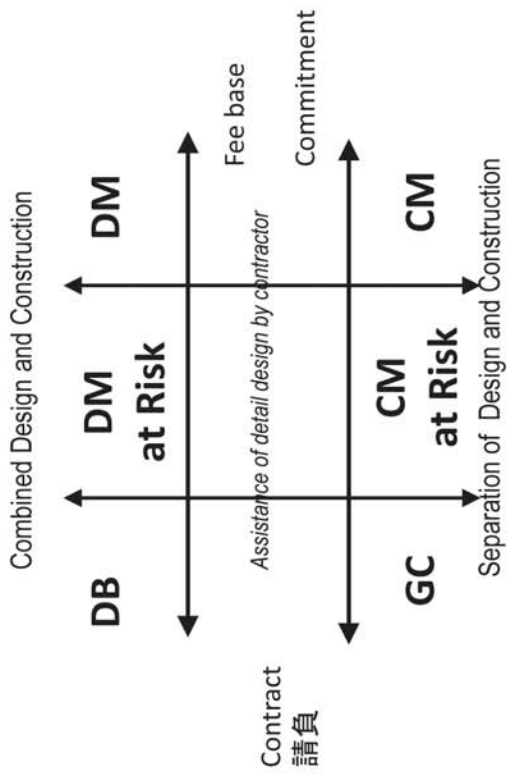 Combined Design and Construction
DB
DM
at Risk
DM
Fee base
Assistance of detail design by contractor
Contract
請負
Commitment
GC
CM
at Risk
CM
Separation of Design and Construction